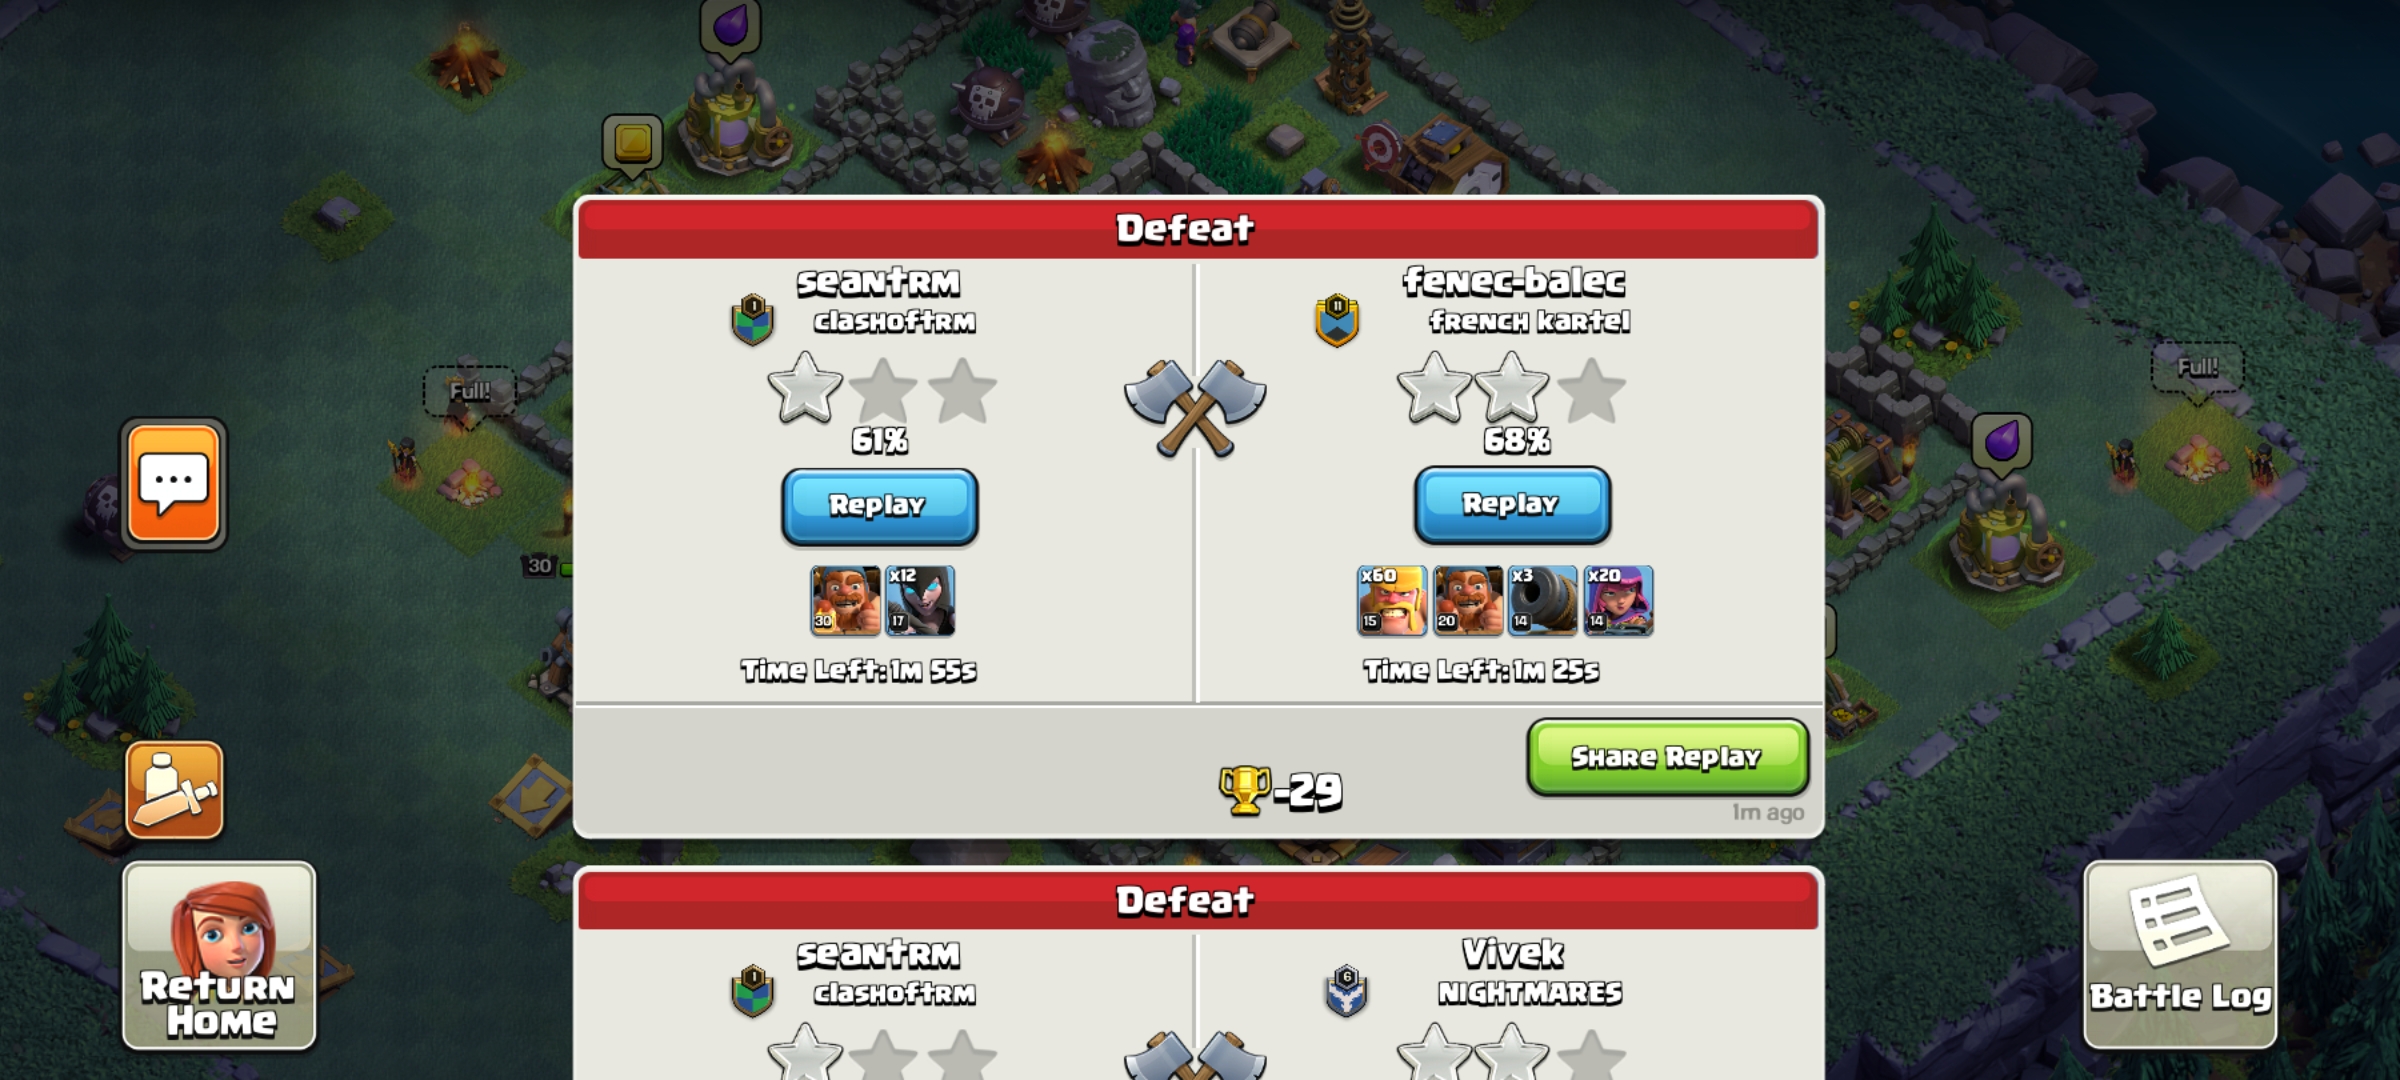 Defeat
seantrm
clashoftrm
61%
Replay
30
x12
17
Time Left: 1m 55s
fenec-balec
french kartel
68%
Replay
x60
15
20
x3
14
x20
14
Time Left: 1m 25s
-29
Share Replay
1m ago
Full!
Full!
30
Defeat
seantrm
clashoftrm
Vivek
NIGHTMARES
6
Return
Home
Battle Log